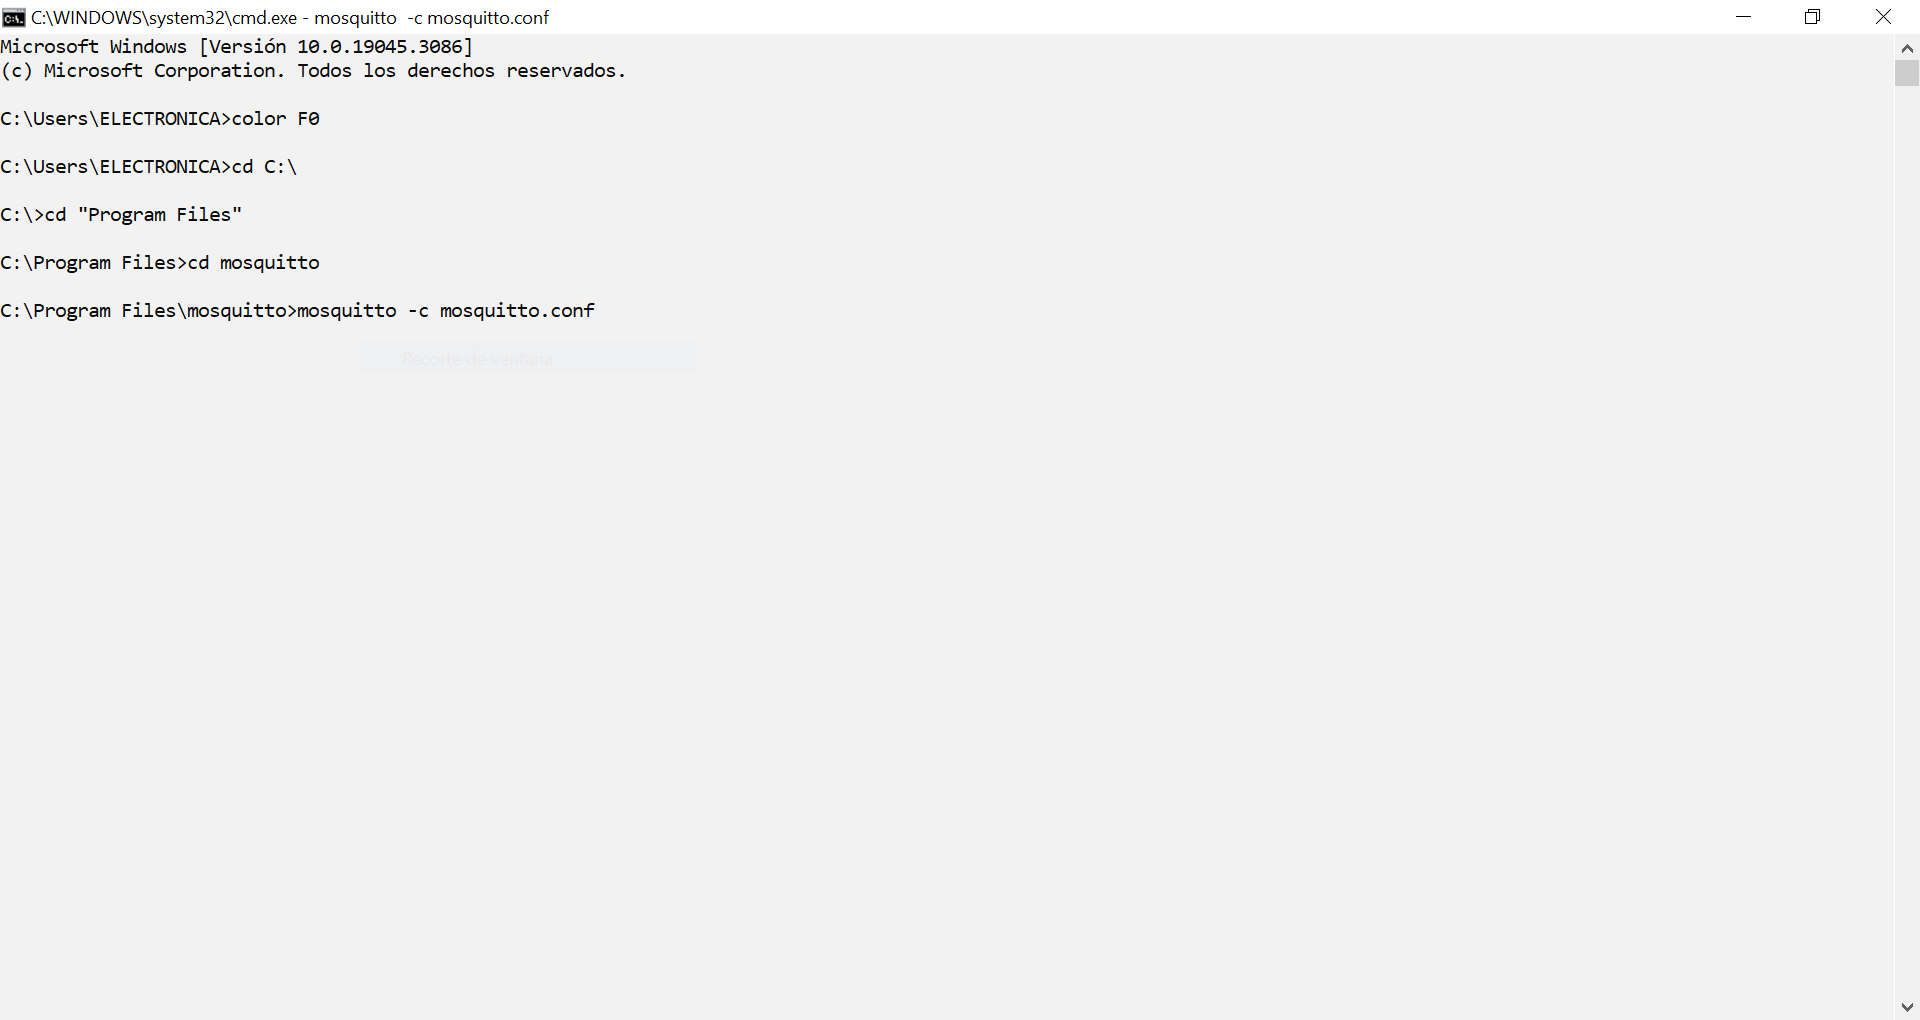 C:\WINDOWS\system32\cmd.exe - mosquitto  -c mosquitto.conf
Microsoft Windows [Versión 10.0.19045.3086]
(c) Microsoft Corporation. Todos los derechos reservados.
C:\Users\ELECTRONICA>color F0
C:\Users\ELECTRONICA>cd C:\
C:\>cd "Program Files"
C:\Program Files>cd mosquitto
C:\Program Files\mosquitto>mosquitto -c mosquitto.conf
Recorte de ventana